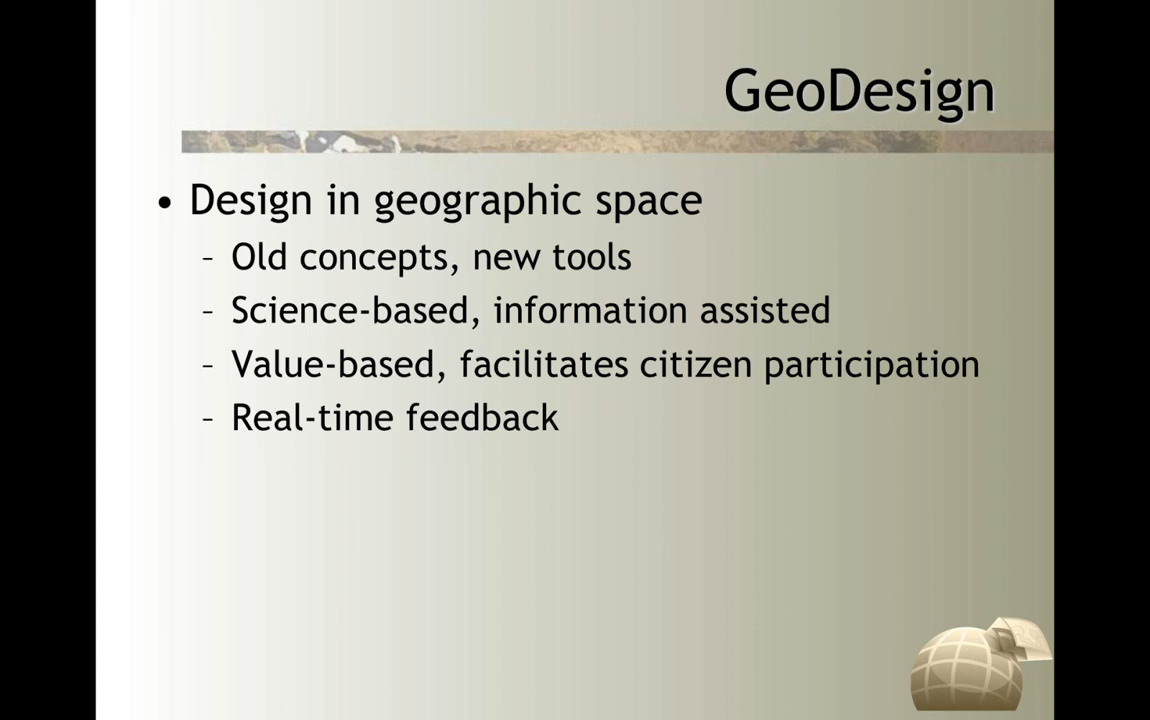 GeoDesign
• Design in geographic space
– Old concepts, new tools
– Science-based, information assisted
– Value-based, facilitates citizen participation
– Real-time feedback